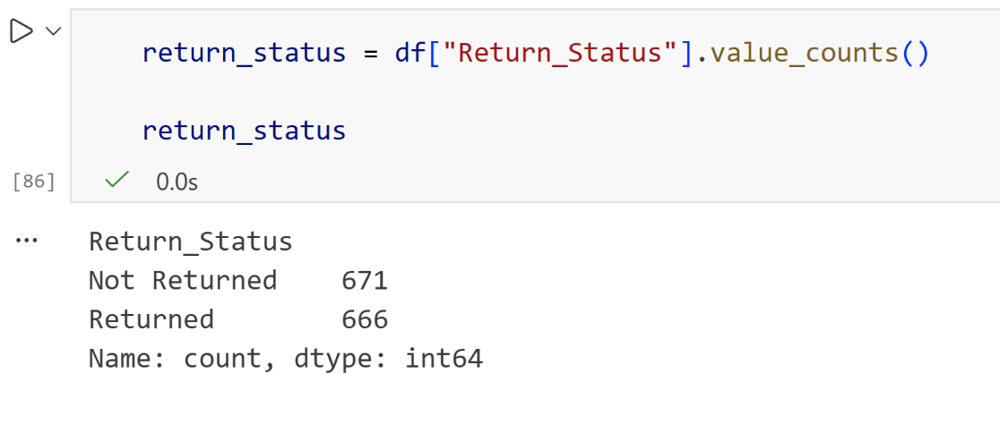 return_status = df["Return_Status"].value_counts()
return_status
[86]
0.0s
...
Return_Status
Not Returned    671
Returned        666
Name: count, dtype: int64